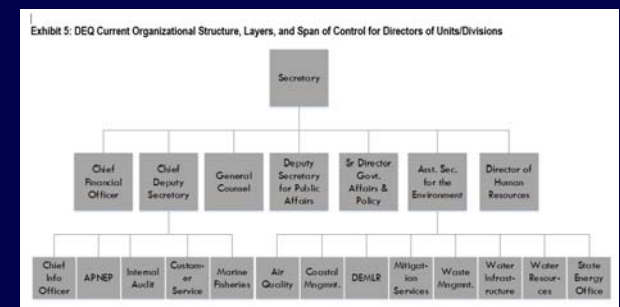 Exhibit 5: DEQ Current Organizational Structure, Layers, and Span of Control for Directors of Units/Divisions
Secretary
Chief
Financial
Officer
Chief
Deputy
Secretary
General
Counsel
Deputy
Secretary
for Public
Affairs
Sr Director
Govt.
Affairs &
Policy
Asst. Sec.
for the
Environment
Director of
Human
Resources
Chief
Info
Officer
APNEP
Internal
Audit
Custom-
er
Service
Marine
Fisheries
Air
Quality
Coastal
Mngmt.
DEMLR
Mitigat-
ion
Services
Waste
Mngmt.
Water
Infrast-
ructure
Water
Resour-
ces
State
Energy
Office